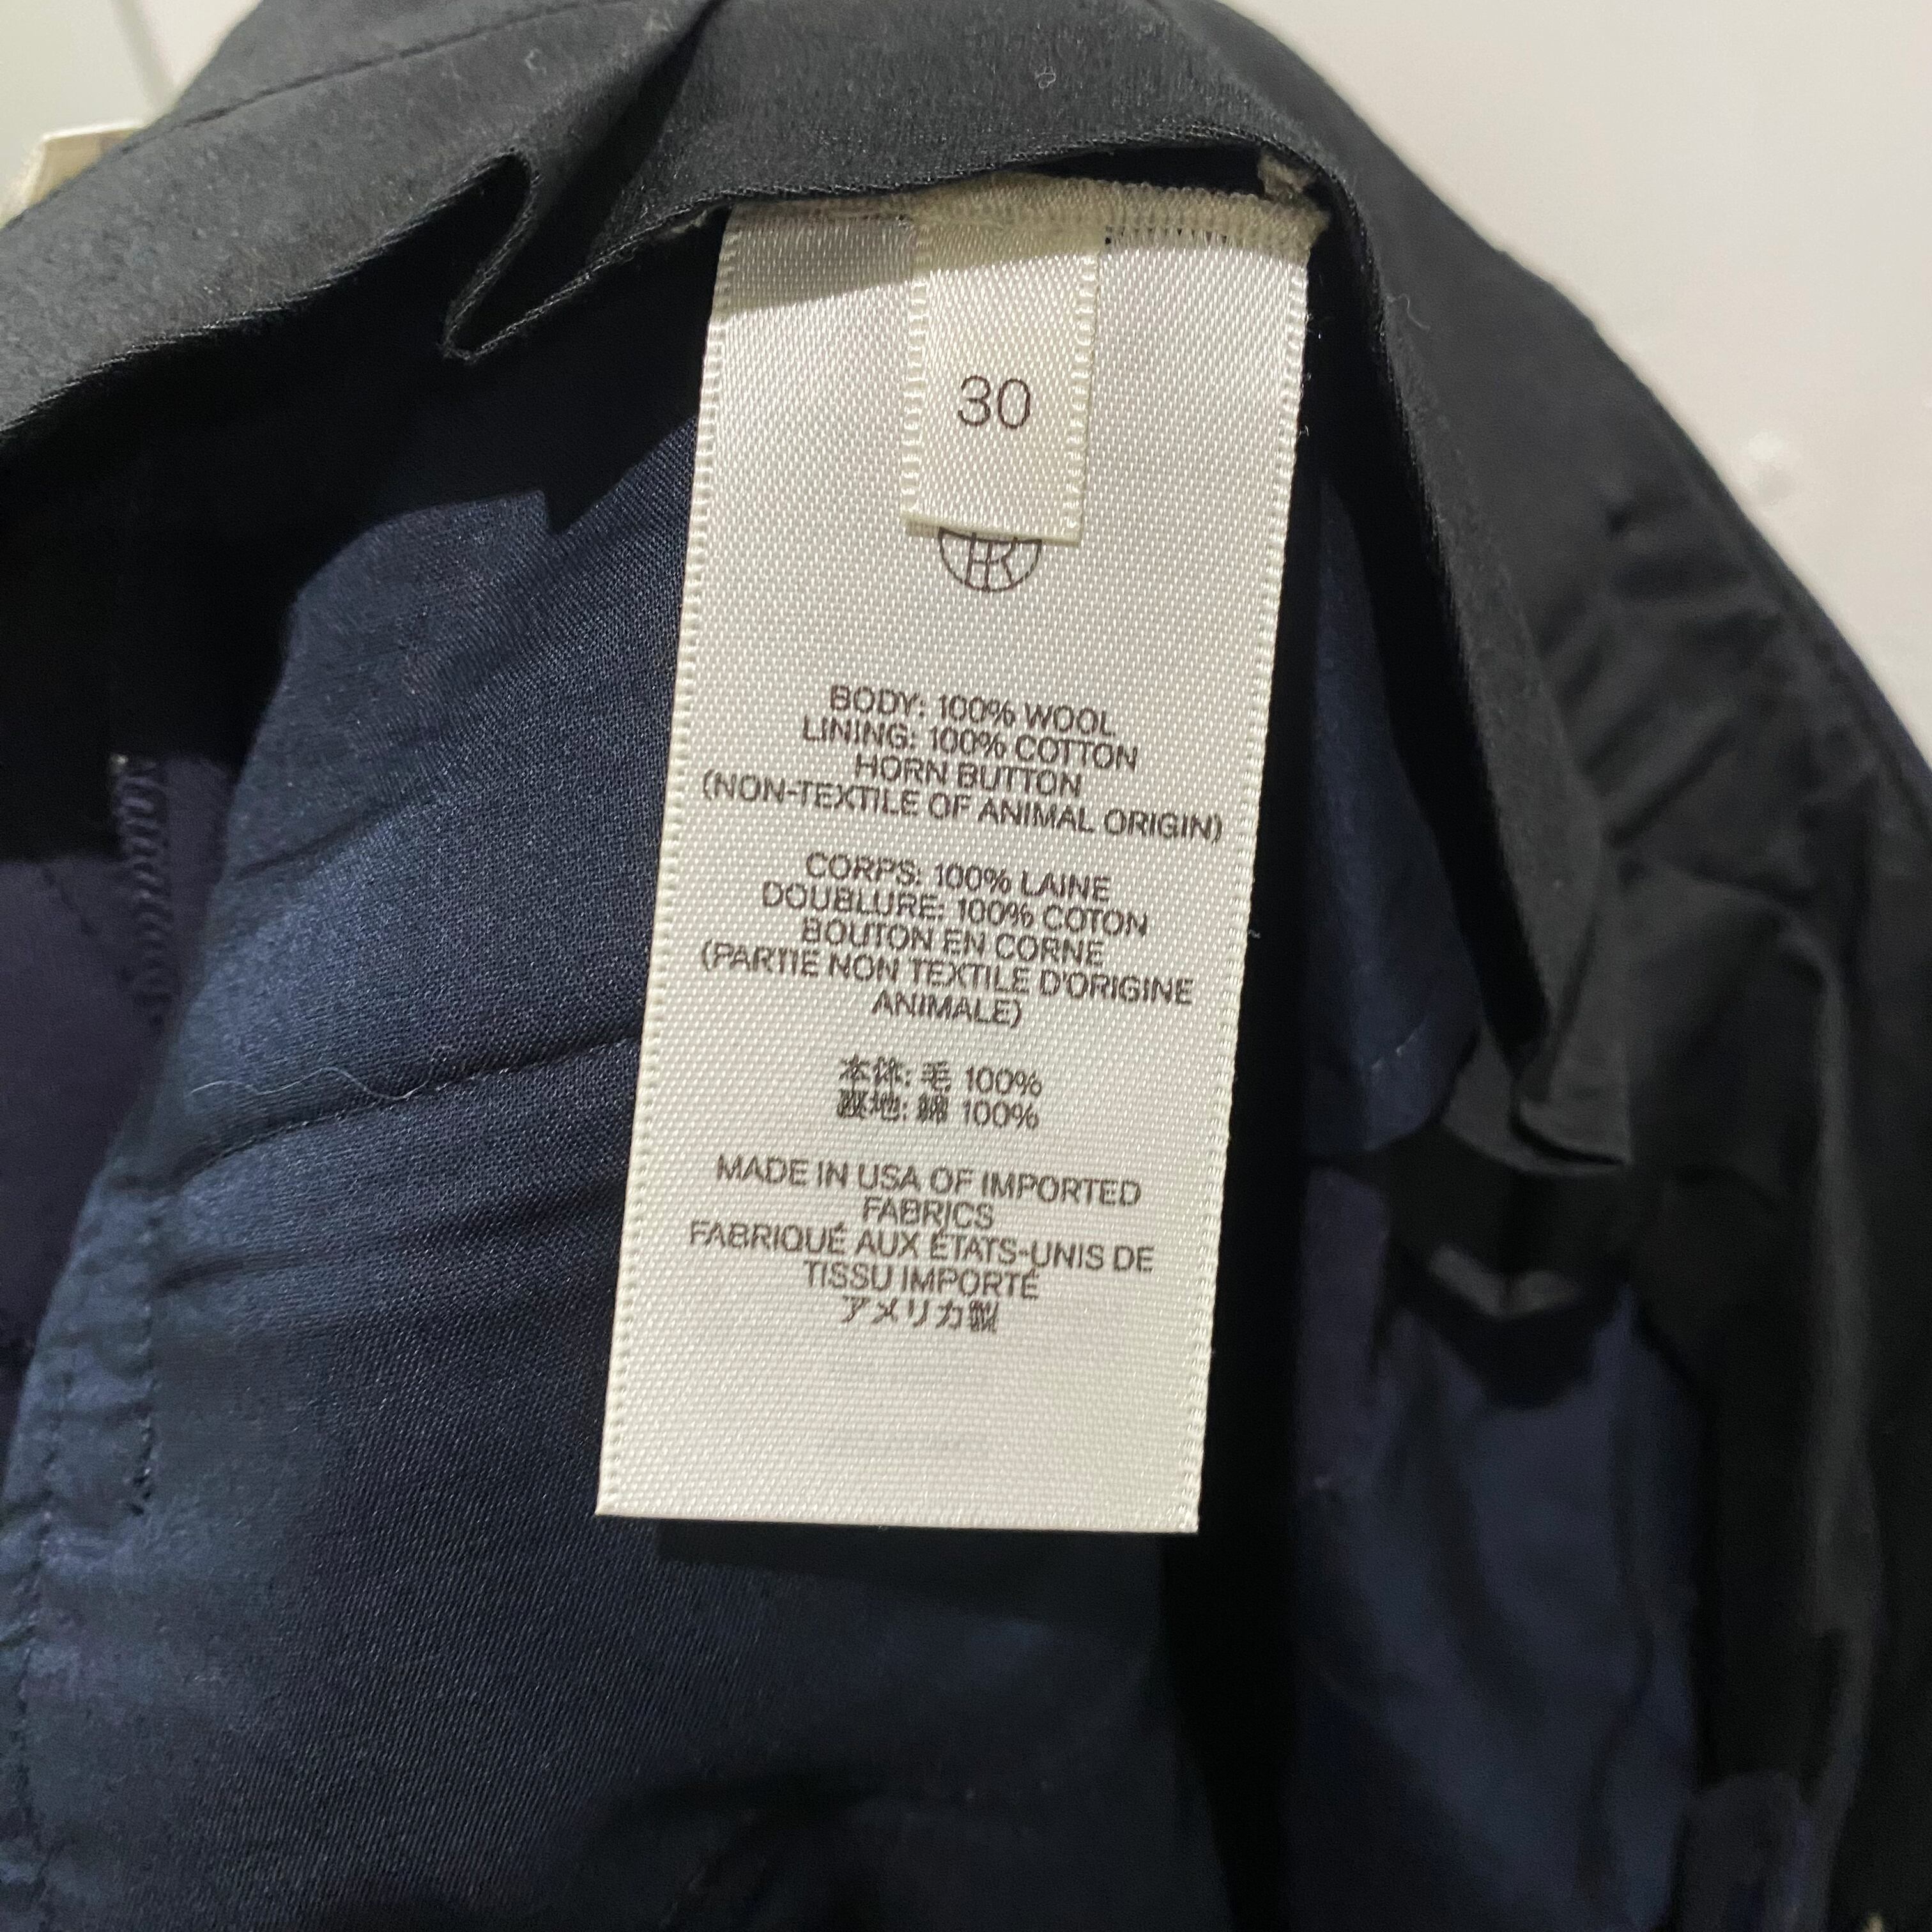 30
BODY: 100% WOOL
LINING: 100% COTTON
HORN BUTTON
(NON-TEXTILE OF ANIMAL ORIGIN)
CORPS: 100% LAINE
DOUBLURE: 100% COTON
BOUTON EN CORNE
(PARTIE NON TEXTILE D'ORIGINE
ANIMALE)
本体: 毛 100%
裏地: 綿 100%
MADE IN USA OF IMPORTED
FABRICS
FABRIQUÉ AUX ÉTATS-UNIS DE
TISSU IMPORTÉ
アメリカ製